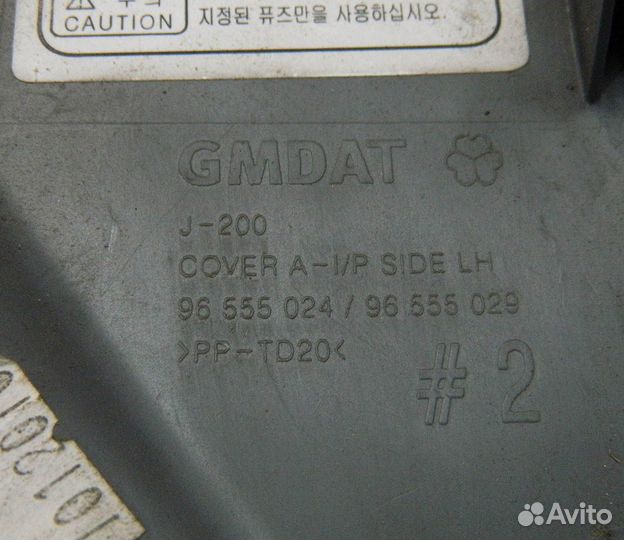 CAUTION
지정된 퓨즈만을 사용하십시오.
GMDAT
J-200
COVER A-I/P SIDE LH
96 555 024 / 96 555 029
>PP-TD20<
#2
Avito